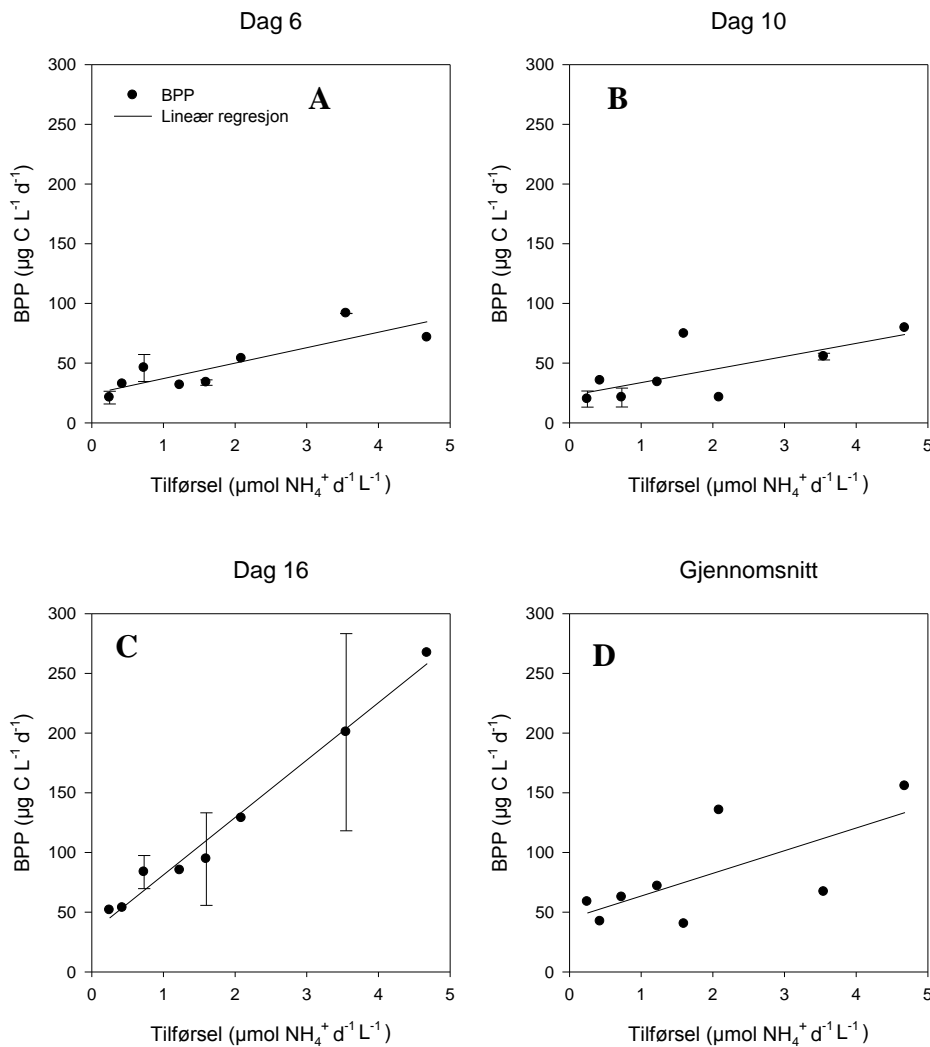 Dag 6
Dag 10
300
250
200
150
100
50
0
BPP (µg C L⁻¹ d⁻¹)
BPP
Lineær regresjon
A
0 1 2 3 4 5
Tilførsel (µmol NH₄⁺ d⁻¹ L⁻¹)
300
250
200
150
100
50
0
BPP (µg C L⁻¹ d⁻¹)
B
0 1 2 3 4 5
Tilførsel (µmol NH₄⁺ d⁻¹ L⁻¹)
Dag 16
Gjennomsnitt
300
250
200
150
100
50
0
BPP (µg C L⁻¹ d⁻¹)
C
0 1 2 3 4 5
Tilførsel (µmol NH₄⁺ d⁻¹ L⁻¹)
300
250
200
150
100
50
0
BPP (µg C L⁻¹ d⁻¹)
D
0 1 2 3 4 5
Tilførsel (µmol NH₄⁺ d⁻¹ L⁻¹)